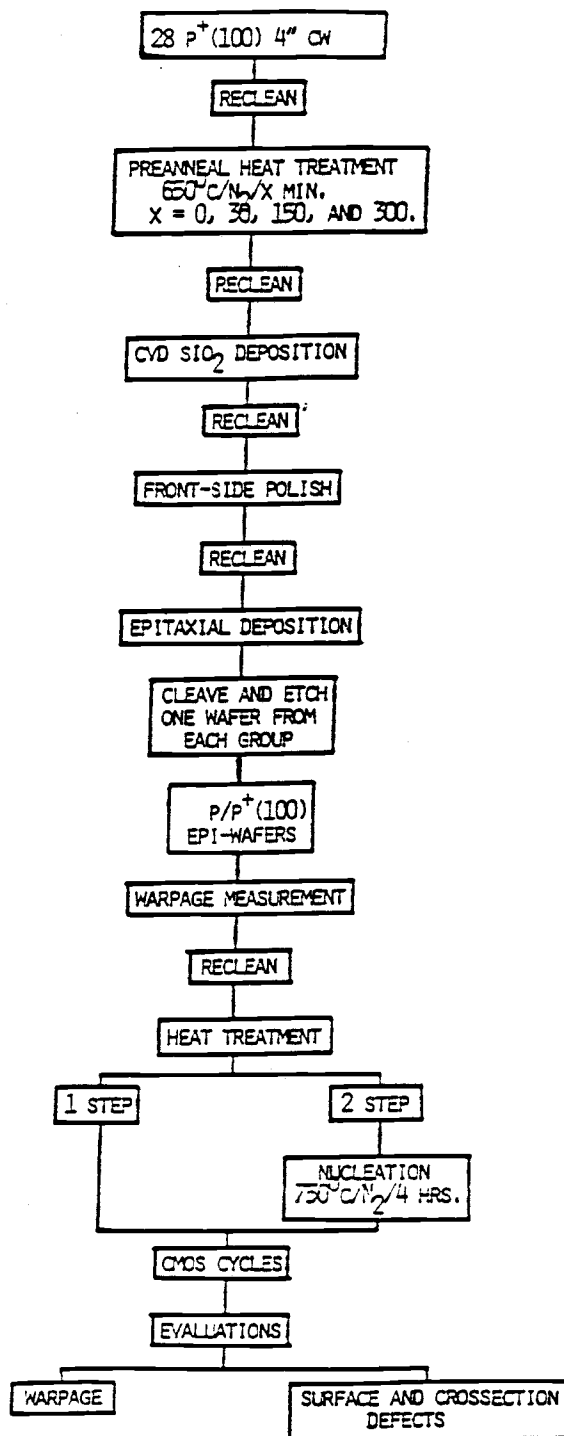 28 P+(100) 4" CW
RECLEAN
PREANNEAL HEAT TREATMENT
650°C/N2/X MIN.
X = 0, 38, 150, AND 300.
RECLEAN
CVD SIO2 DEPOSITION
RECLEAN
FRONT-SIDE POLISH
RECLEAN
EPITAXIAL DEPOSITION
CLEAVE AND ETCH
ONE WAFER FROM
EACH GROUP
P/P+(100)
EPI-WAFERS
WARPAGE MEASUREMENT
RECLEAN
HEAT TREATMENT
1 STEP
2 STEP
NUCLEATION
750°C/N2/4 HRS.
CMOS CYCLES
EVALUATIONS
WARPAGE
SURFACE AND CROSSECTION
DEFECTS